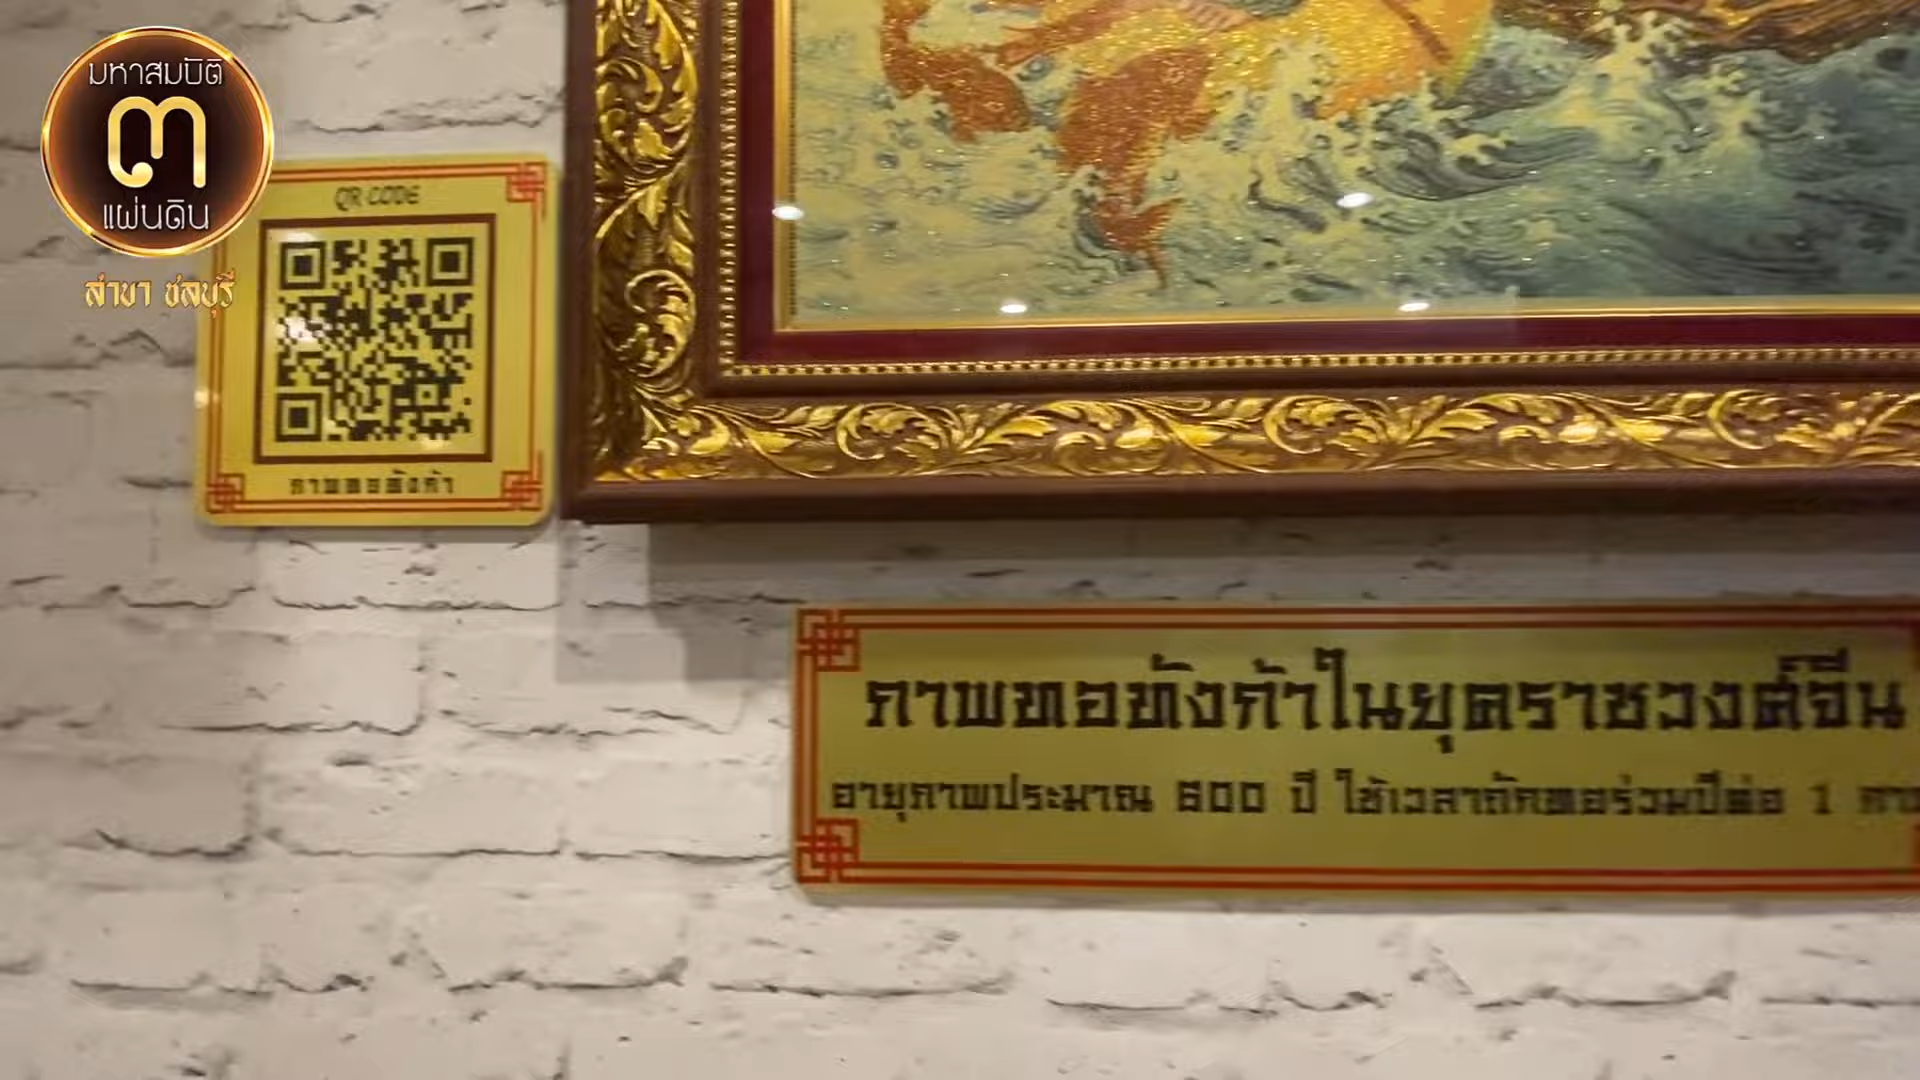 มหาสมบัติ
๓
แผ่นดิน
สาขา ชลบุรี
QR CODE
ภาพทอทังก้า
ภาพทอทังก้าในยุคราชวงศ์จีน
อายุภาพประมาณ 600 ปี ใช้เวลาถักทอร่วมปีต่อ 1